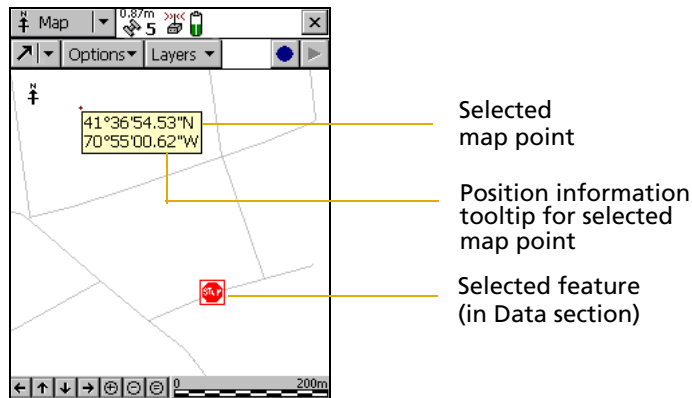 Map 0.87m 5
Options Layers
N
41°36'54.53"N
70°55'00.62"W
STOP
0 200m
Selected
map point
Position information
tooltip for selected
map point
Selected feature
(in Data section)